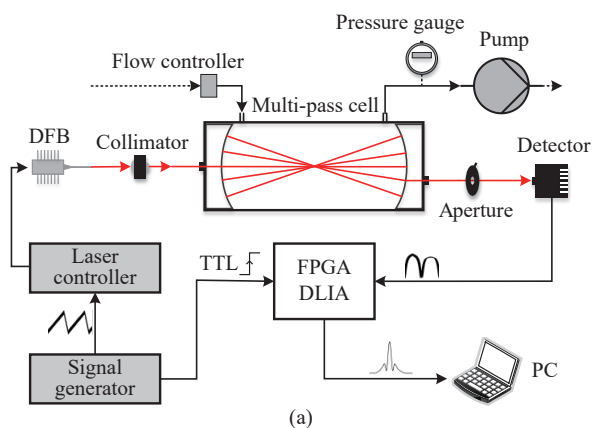 Pressure gauge
Pump
Flow controller
Multi-pass cell
DFB
Collimator
Detector
Aperture
Laser
controller
TTL
FPGA
DLIA
Signal
generator
PC
(a)